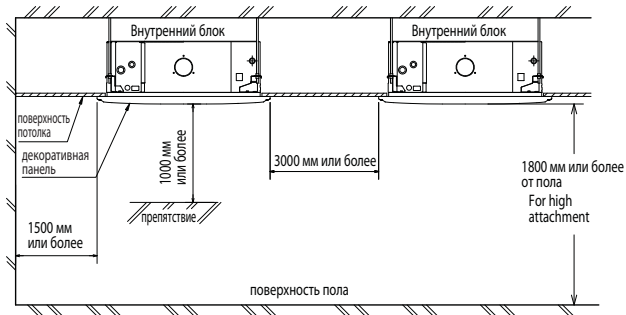 Внутренний блок
Внутренний блок
поверхность
потолка
декоративная
панель
1000 мм
или более
3000 мм или более
1800 мм или более
от пола
For high
attachment
препятствие
1500 мм
или более
поверхность пола